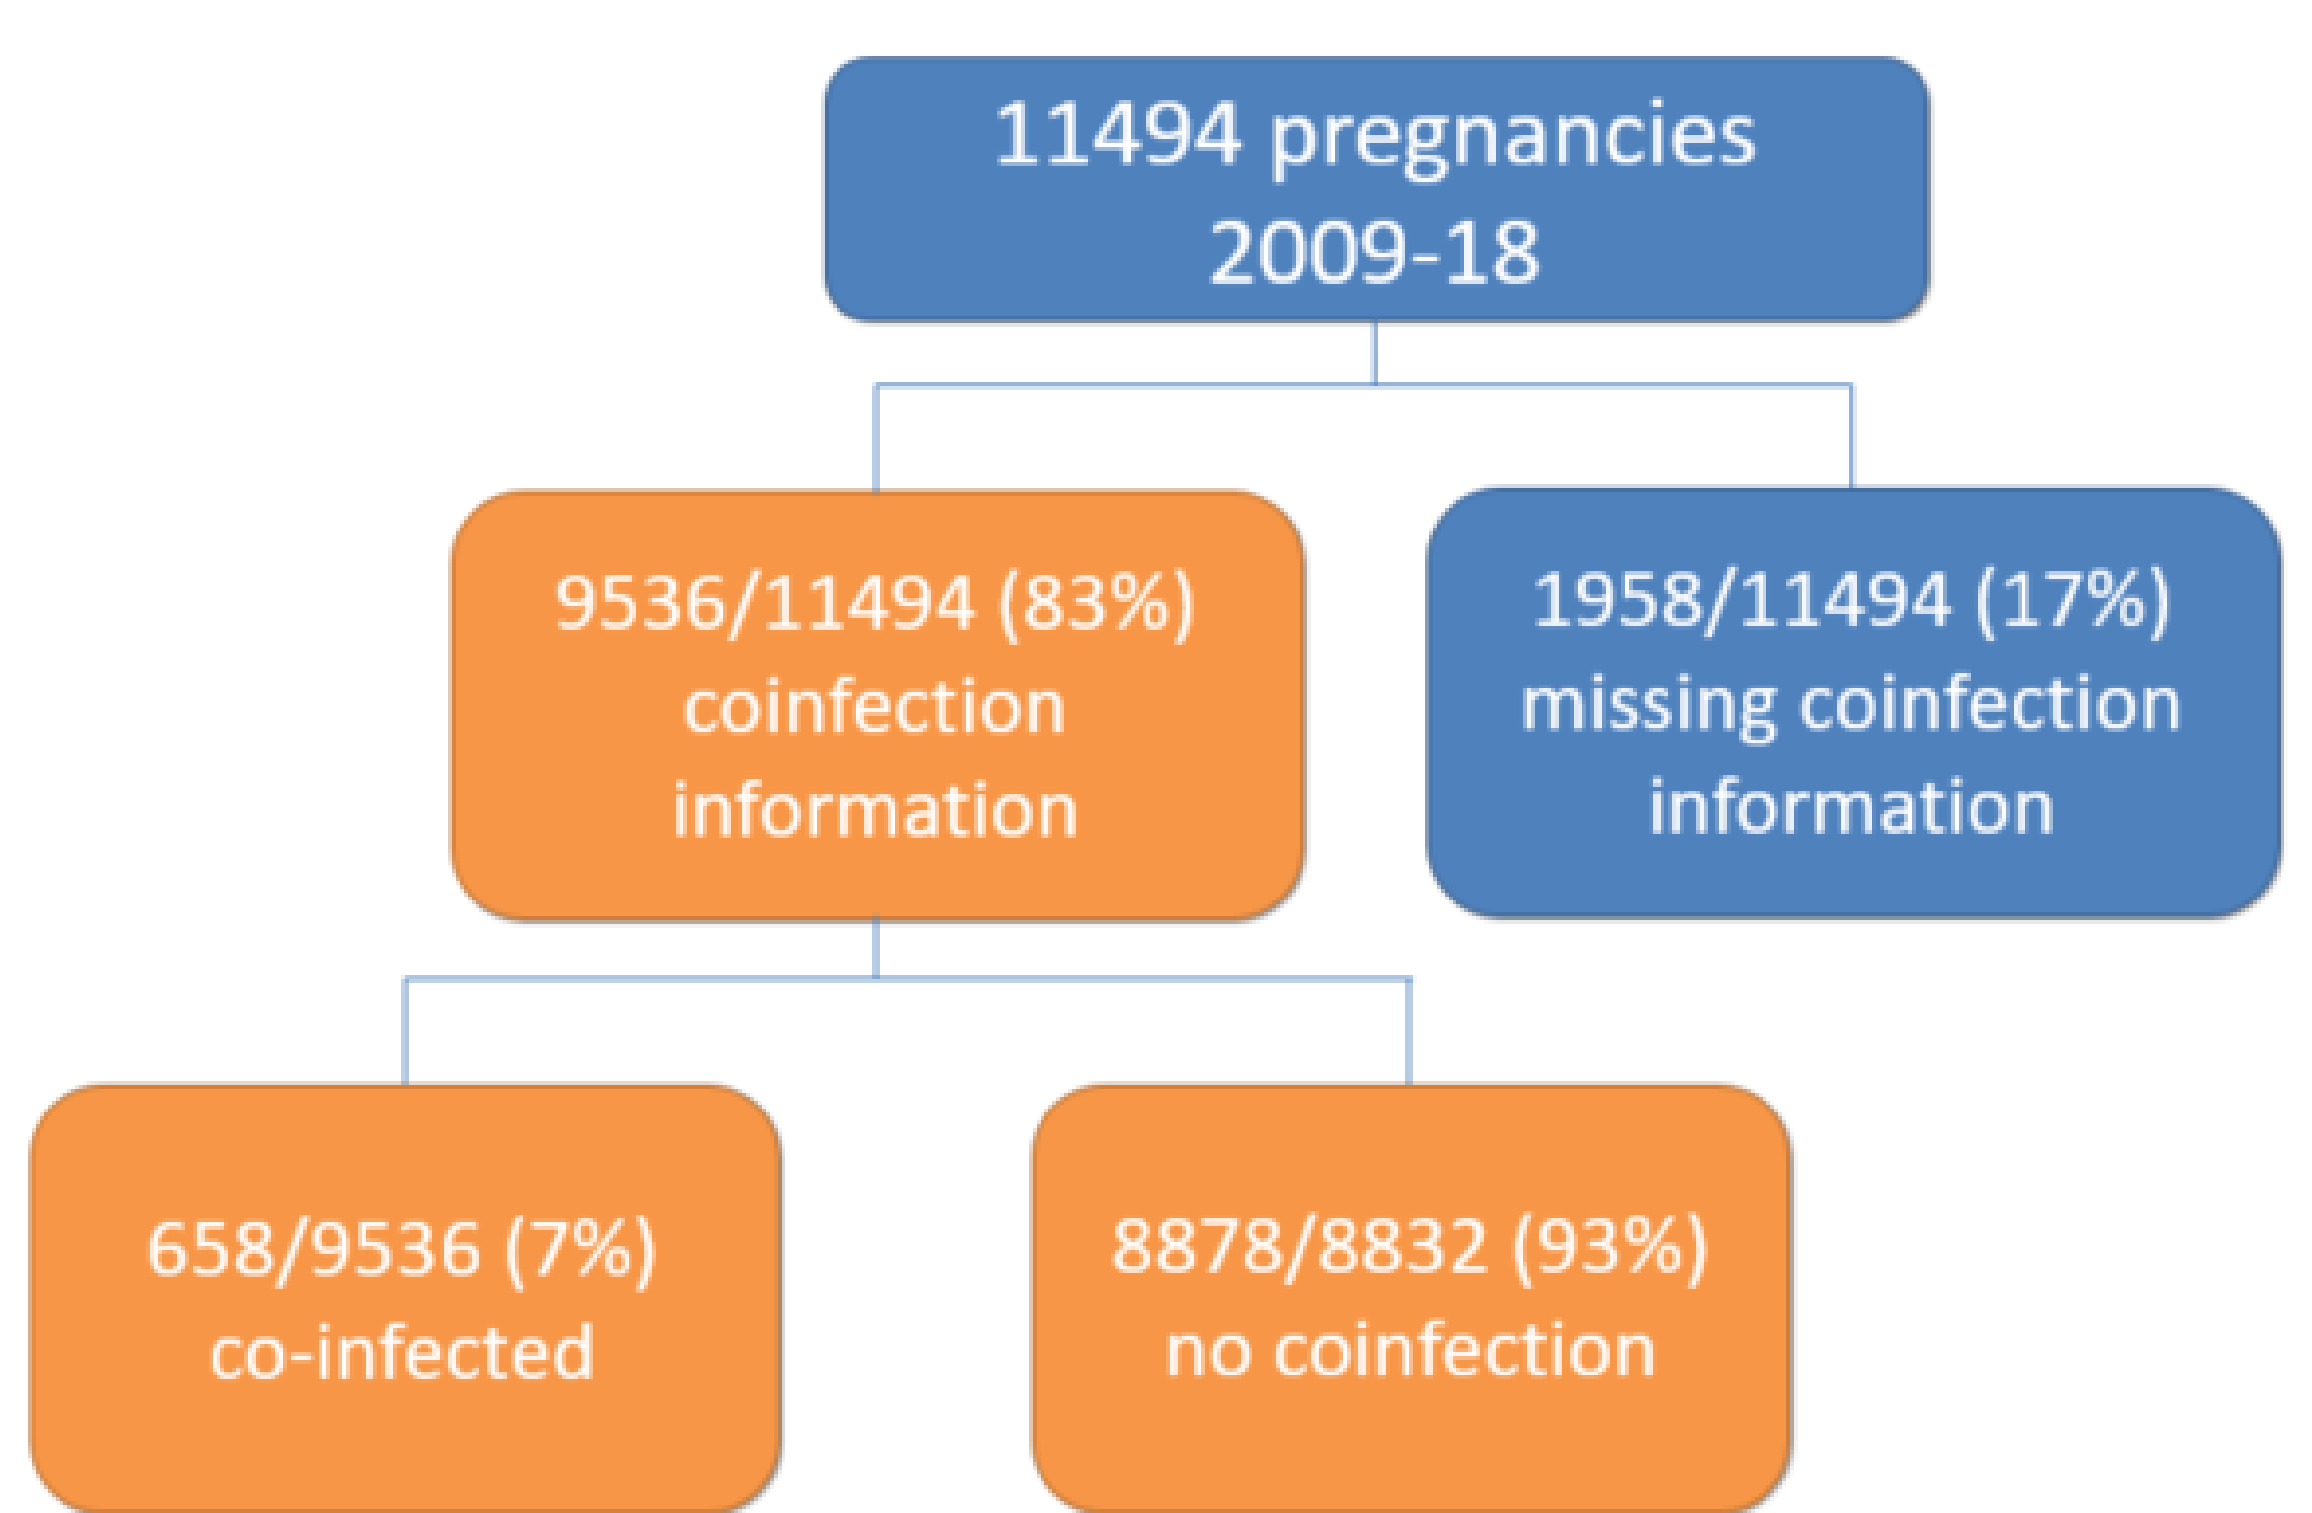 11494 pregnancies
2009-18
9536/11494 (83%)
coinfection
information
1958/11494 (17%)
missing coinfection
information
658/9536 (7%)
co-infected
8878/8832 (93%)
no coinfection